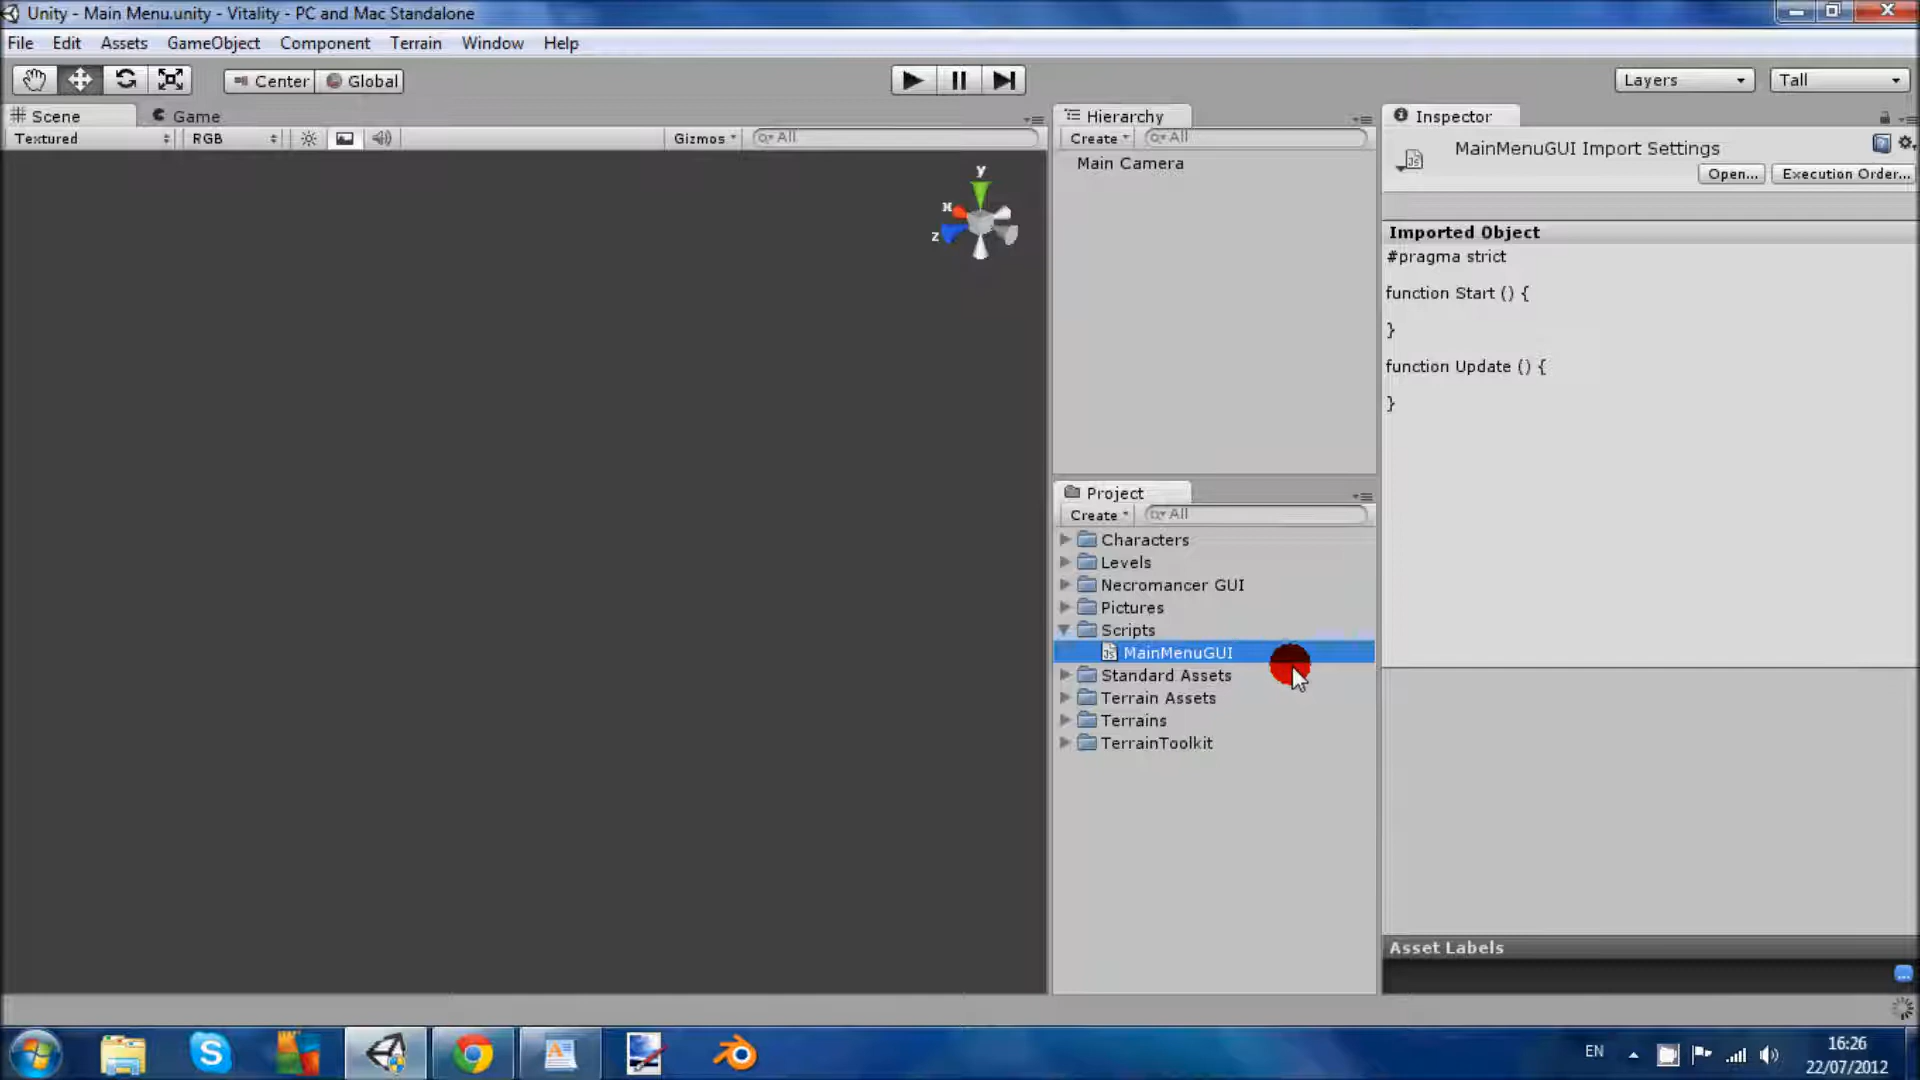 Unity - Main Menu.unity - Vitality - PC and Mac Standalone
File Edit Assets GameObject Component Terrain Window Help
Center Global Layers Tall
Scene Game
Textured RGB Gizmos All
y
x
z
Hierarchy
Create All
Main Camera
Project
Create All
Characters
Levels
Necromancer GUI
Pictures
Scripts
MainMenuGUI
Standard Assets
Terrain Assets
Terrains
TerrainToolkit
Inspector
MainMenuGUI Import Settings
Open... Execution Order...
Imported Object
#pragma strict
function Start () {
}
function Update () {
}
Asset Labels
EN
16:26
22/07/2012